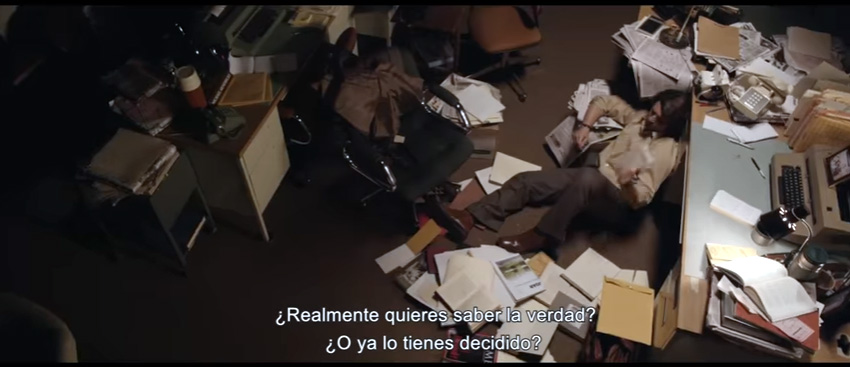 ¿Realmente quieres saber la verdad?
¿O ya lo tienes decidido?